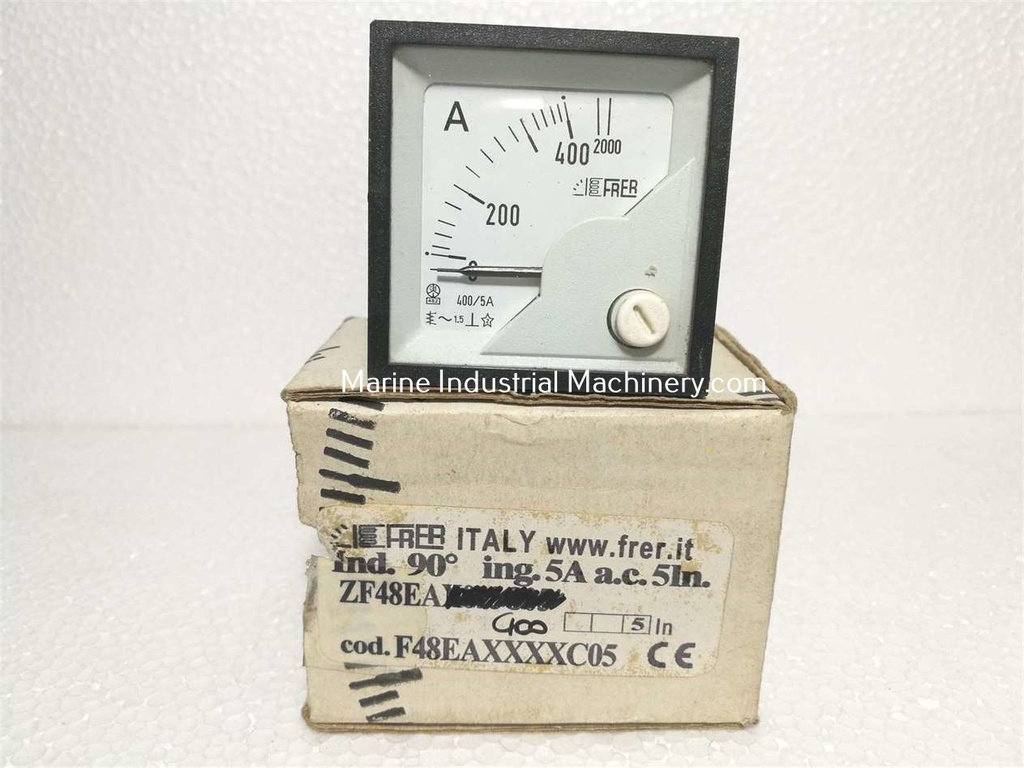 A
400 2000
FRER
200
0
400/5A
1.5
Marine Industrial Machinery.com
FRER ITALY www.frer.it
Ind. 90° ing. 5A a.c. 5In.
ZF48EA
400 5 In
cod. F48EAXXXXC05 CE